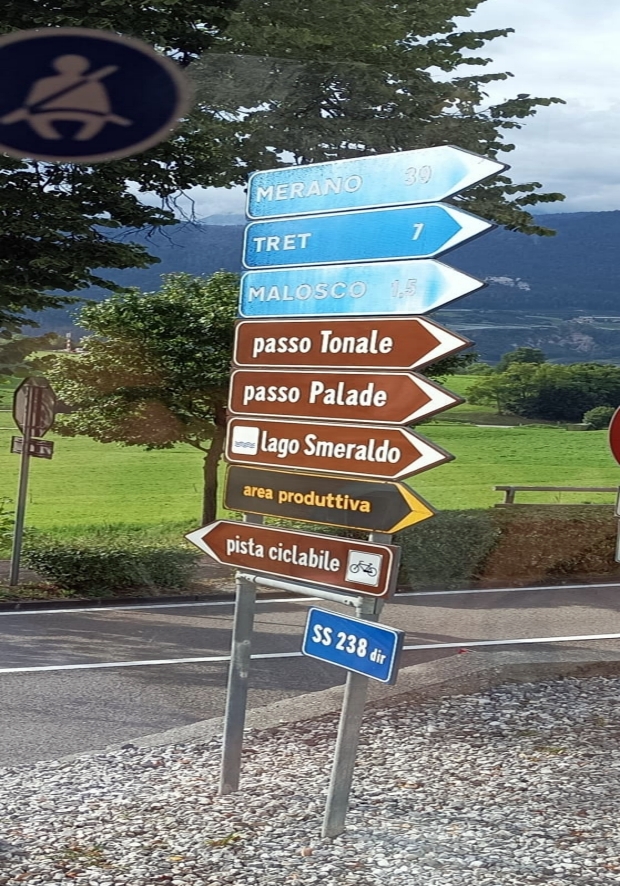 MERANO 39
TRET 7
MALOSCO 1,5
passo Tonale
passo Palade
lago Smeraldo
area produttiva
pista ciclabile
SS 238 dir